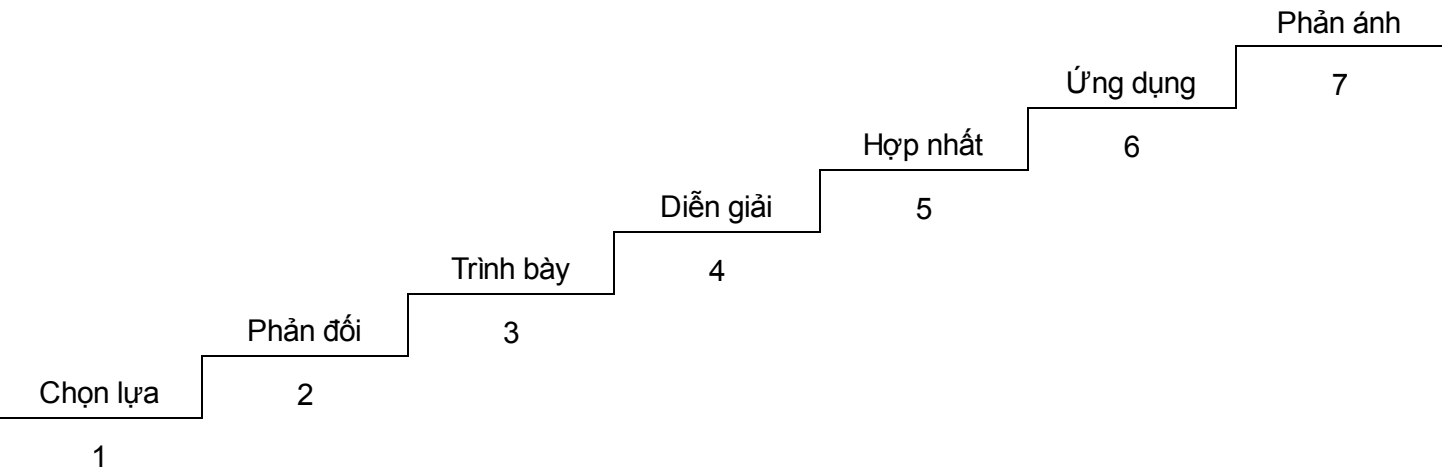 Phản ánh
7
Ứng dụng
6
Hợp nhất
5
Diễn giải
4
Trình bày
3
Phản đối
2
Chọn lựa
1